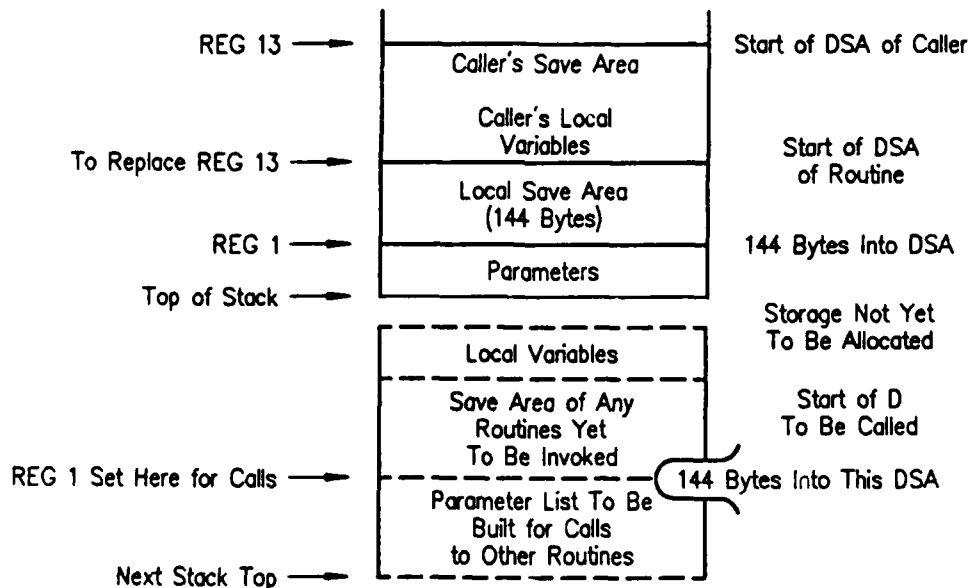 REG 13
Start of DSA of Caller
Caller's Save Area
Caller's Local
Variables
To Replace REG 13
Start of DSA
of Routine
Local Save Area
(144 Bytes)
REG 1
144 Bytes Into DSA
Parameters
Top of Stack
Storage Not Yet
To Be Allocated
Local Variables
Save Area of Any
Routines Yet
To Be Invoked
Start of D
To Be Called
REG 1 Set Here for Calls
144 Bytes Into This DSA
Parameter List To Be
Built for Calls
to Other Routines
Next Stack Top